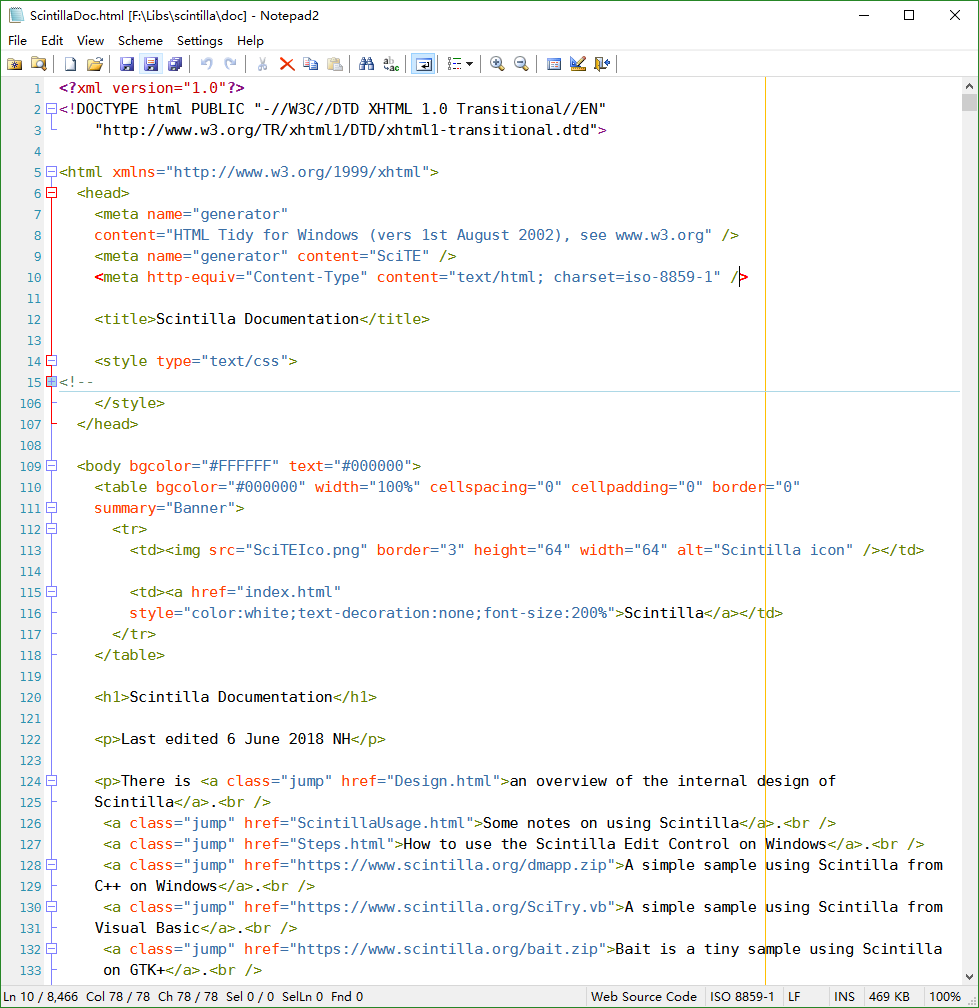 ScintillaDoc.html [F:\Libs\scintilla\doc] - Notepad2
File Edit View Scheme Settings Help
1 <?xml version="1.0"?>
2 <!DOCTYPE html PUBLIC "-//W3C//DTD XHTML 1.0 Transitional//EN"
3 "http://www.w3.org/TR/xhtml1/DTD/xhtml1-transitional.dtd">
4
5 <html xmlns="http://www.w3.org/1999/xhtml">
6 <head>
7 <meta name="generator"
8 content="HTML Tidy for Windows (vers 1st August 2002), see www.w3.org" />
9 <meta name="generator" content="SciTE" />
10 <meta http-equiv="Content-Type" content="text/html; charset=iso-8859-1" />
11
12 <title>Scintilla Documentation</title>
13
14 <style type="text/css">
15 <!--
106 </style>
107 </head>
108
109 <body bgcolor="#FFFFFF" text="#000000">
110 <table bgcolor="#000000" width="100%" cellspacing="0" cellpadding="0" border="0"
111 summary="Banner">
112 <tr>
113 <td><img src="SciTEIco.png" border="3" height="64" width="64" alt="Scintilla icon" /></td>
114
115 <td><a href="index.html"
116 style="color:white;text-decoration:none;font-size:200%">Scintilla</a></td>
117 </tr>
118 </table>
119
120 <h1>Scintilla Documentation</h1>
121
122 <p>Last edited 6 June 2018 NH</p>
123
124 <p>There is <a class="jump" href="Design.html">an overview of the internal design of
125 Scintilla</a>.<br />
126 <a class="jump" href="ScintillaUsage.html">Some notes on using Scintilla</a>.<br />
127 <a class="jump" href="Steps.html">How to use the Scintilla Edit Control on Windows</a>.<br />
128 <a class="jump" href="https://www.scintilla.org/dmapp.zip">A simple sample using Scintilla from
129 C++ on Windows</a>.<br />
130 <a class="jump" href="https://www.scintilla.org/SciTry.vb">A simple sample using Scintilla from
131 Visual Basic</a>.<br />
132 <a class="jump" href="https://www.scintilla.org/bait.zip">Bait is a tiny sample using Scintilla
133 on GTK+</a>.<br />
Ln 10 / 8,466 Col 78 / 78 Ch 78 / 78 Sel 0 / 0 SelLn 0 Fnd 0 Web Source Code ISO 8859-1 LF INS 469 KB 100%